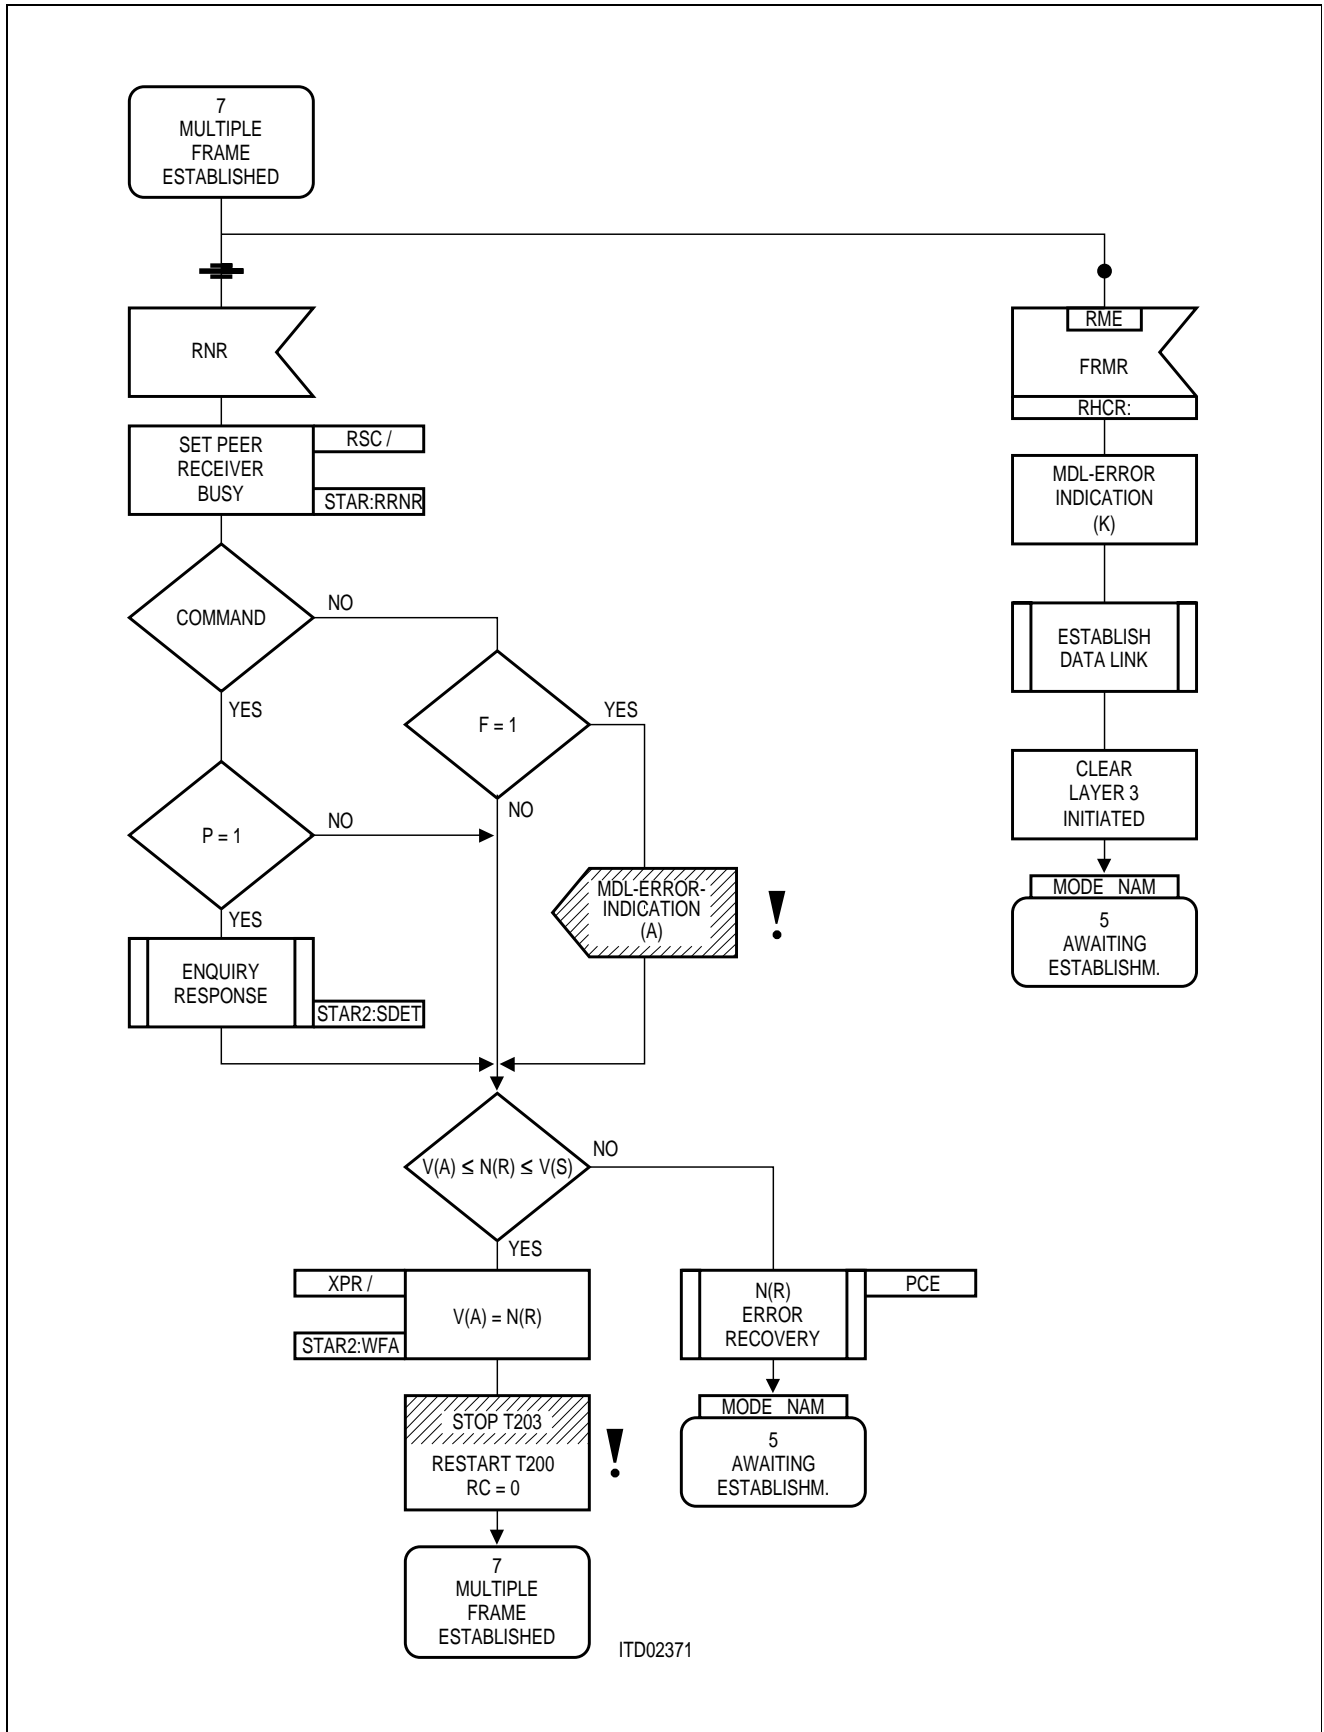 7
MULTIPLE
FRAME
ESTABLISHED
RNR
RME
FRMR
RHCR:
SET PEER
RECEIVER
BUSY
RSC /
STAR:RRNR
MDL-ERROR
INDICATION
(K)
COMMAND
NO
YES
ESTABLISH
DATA LINK
F = 1
YES
NO
CLEAR
LAYER 3
INITIATED
P = 1
NO
YES
MDL-ERROR-
INDICATION
(A)
!
MODE NAM
5
AWAITING
ESTABLISHM.
ENQUIRY
RESPONSE
STAR2:SDET
V(A) ≤ N(R) ≤ V(S)
NO
YES
XPR /
STAR2:WFA
V(A) = N(R)
N(R)
ERROR
RECOVERY
PCE
STOP T203
RESTART T200
RC = 0
!
MODE NAM
5
AWAITING
ESTABLISHM.
7
MULTIPLE
FRAME
ESTABLISHED
ITD02371